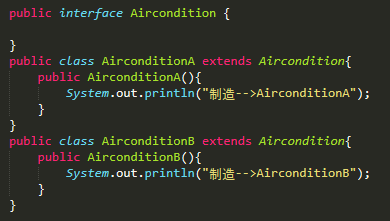 public interface Aircondition {

}
public class AirconditionA extends Aircondition{
    public AirconditionA(){
        System.out.println("制造-->AirconditionA");
    }
}
public class AirconditionB extends Aircondition{
    public AirconditionB(){
        System.out.println("制造-->AirconditionB");
    }
}